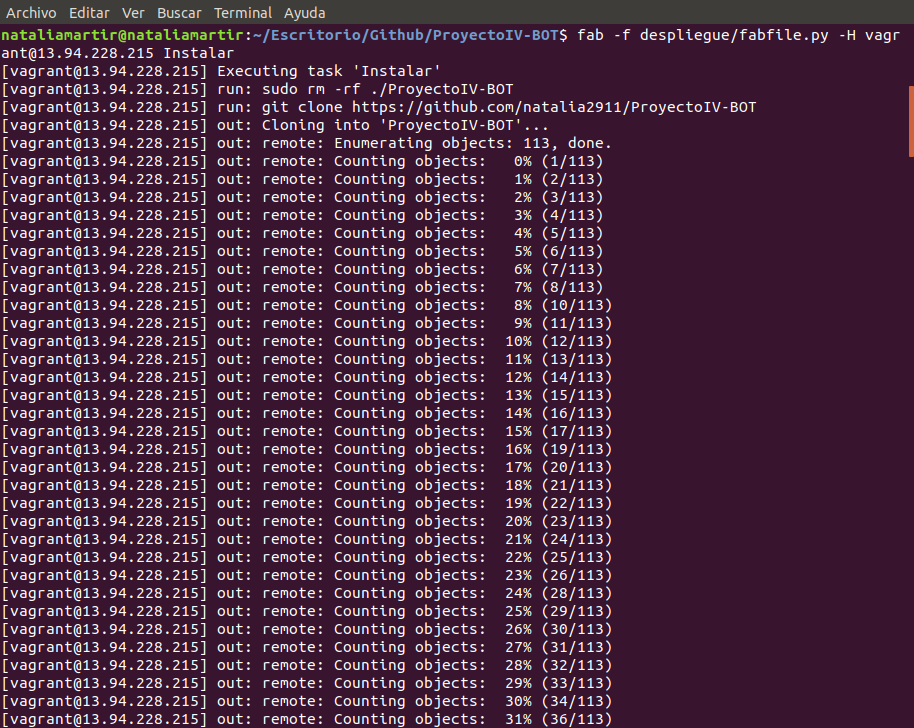 Archivo Editar Ver Buscar Terminal Ayuda
nataliamartir@nataliamartir:~/Escritorio/Github/ProyectoIV-BOT$ fab -f despliegue/fabfile.py -H vagr
ant@13.94.228.215 Instalar
[vagrant@13.94.228.215] Executing task 'Instalar'
[vagrant@13.94.228.215] run: sudo rm -rf ./ProyectoIV-BOT
[vagrant@13.94.228.215] run: git clone https://github.com/natalia2911/ProyectoIV-BOT
[vagrant@13.94.228.215] out: Cloning into 'ProyectoIV-BOT'...
[vagrant@13.94.228.215] out: remote: Enumerating objects: 113, done.
[vagrant@13.94.228.215] out: remote: Counting objects:   0% (1/113)
[vagrant@13.94.228.215] out: remote: Counting objects:   1% (2/113)
[vagrant@13.94.228.215] out: remote: Counting objects:   2% (3/113)
[vagrant@13.94.228.215] out: remote: Counting objects:   3% (4/113)
[vagrant@13.94.228.215] out: remote: Counting objects:   4% (5/113)
[vagrant@13.94.228.215] out: remote: Counting objects:   5% (6/113)
[vagrant@13.94.228.215] out: remote: Counting objects:   6% (7/113)
[vagrant@13.94.228.215] out: remote: Counting objects:   7% (8/113)
[vagrant@13.94.228.215] out: remote: Counting objects:   8% (10/113)
[vagrant@13.94.228.215] out: remote: Counting objects:   9% (11/113)
[vagrant@13.94.228.215] out: remote: Counting objects:  10% (12/113)
[vagrant@13.94.228.215] out: remote: Counting objects:  11% (13/113)
[vagrant@13.94.228.215] out: remote: Counting objects:  12% (14/113)
[vagrant@13.94.228.215] out: remote: Counting objects:  13% (15/113)
[vagrant@13.94.228.215] out: remote: Counting objects:  14% (16/113)
[vagrant@13.94.228.215] out: remote: Counting objects:  15% (17/113)
[vagrant@13.94.228.215] out: remote: Counting objects:  16% (19/113)
[vagrant@13.94.228.215] out: remote: Counting objects:  17% (20/113)
[vagrant@13.94.228.215] out: remote: Counting objects:  18% (21/113)
[vagrant@13.94.228.215] out: remote: Counting objects:  19% (22/113)
[vagrant@13.94.228.215] out: remote: Counting objects:  20% (23/113)
[vagrant@13.94.228.215] out: remote: Counting objects:  21% (24/113)
[vagrant@13.94.228.215] out: remote: Counting objects:  22% (25/113)
[vagrant@13.94.228.215] out: remote: Counting objects:  23% (26/113)
[vagrant@13.94.228.215] out: remote: Counting objects:  24% (28/113)
[vagrant@13.94.228.215] out: remote: Counting objects:  25% (29/113)
[vagrant@13.94.228.215] out: remote: Counting objects:  26% (30/113)
[vagrant@13.94.228.215] out: remote: Counting objects:  27% (31/113)
[vagrant@13.94.228.215] out: remote: Counting objects:  28% (32/113)
[vagrant@13.94.228.215] out: remote: Counting objects:  29% (33/113)
[vagrant@13.94.228.215] out: remote: Counting objects:  30% (34/113)
[vagrant@13.94.228.215] out: remote: Counting objects:  31% (36/113)